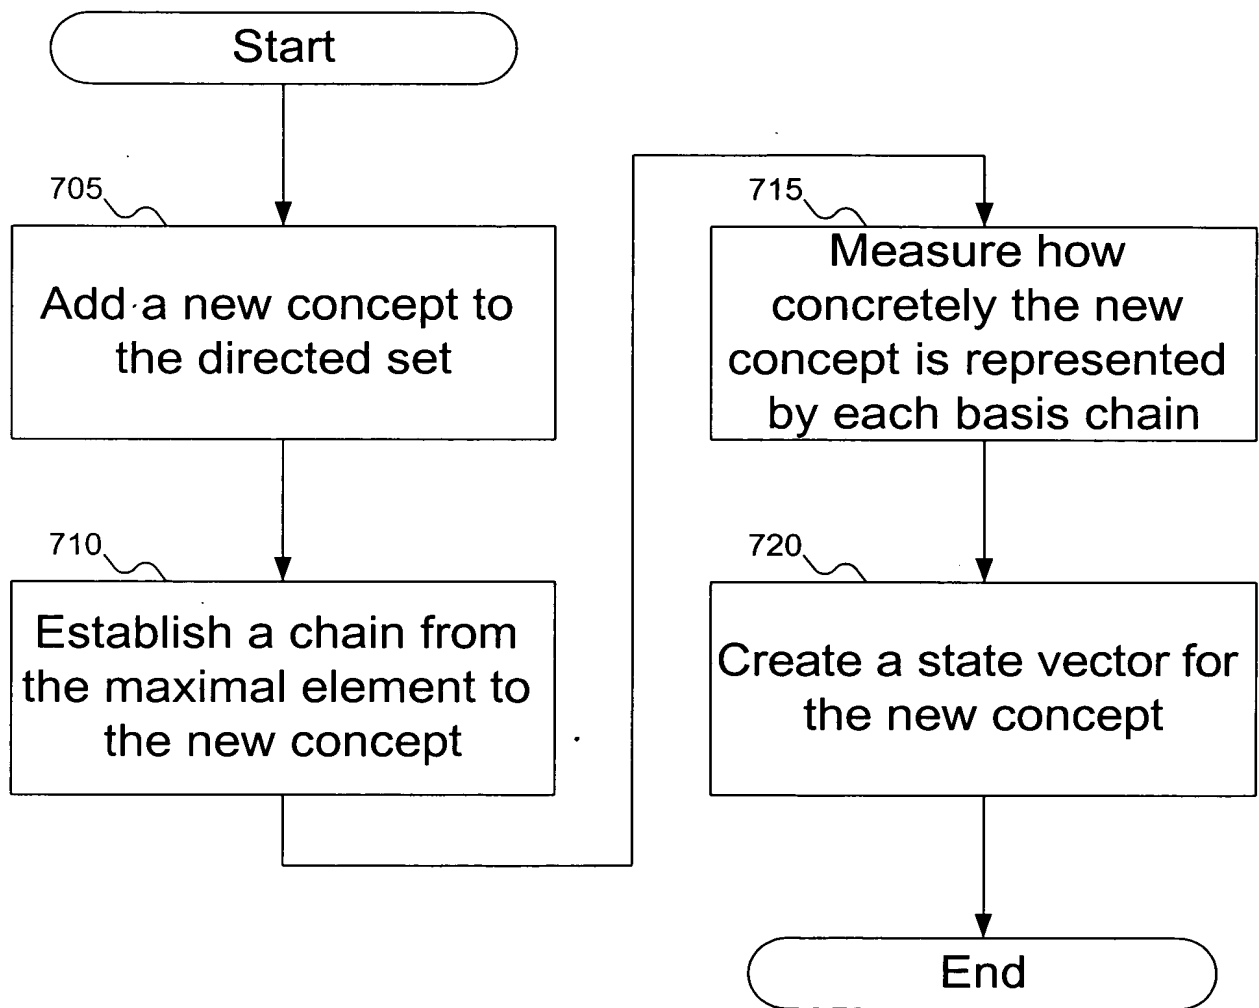 Start
705
Add a new concept to
the directed set
710
Establish a chain from
the maximal element to
the new concept
715
Measure how
concretely the new
concept is represented
by each basis chain
720
Create a state vector for
the new concept
End